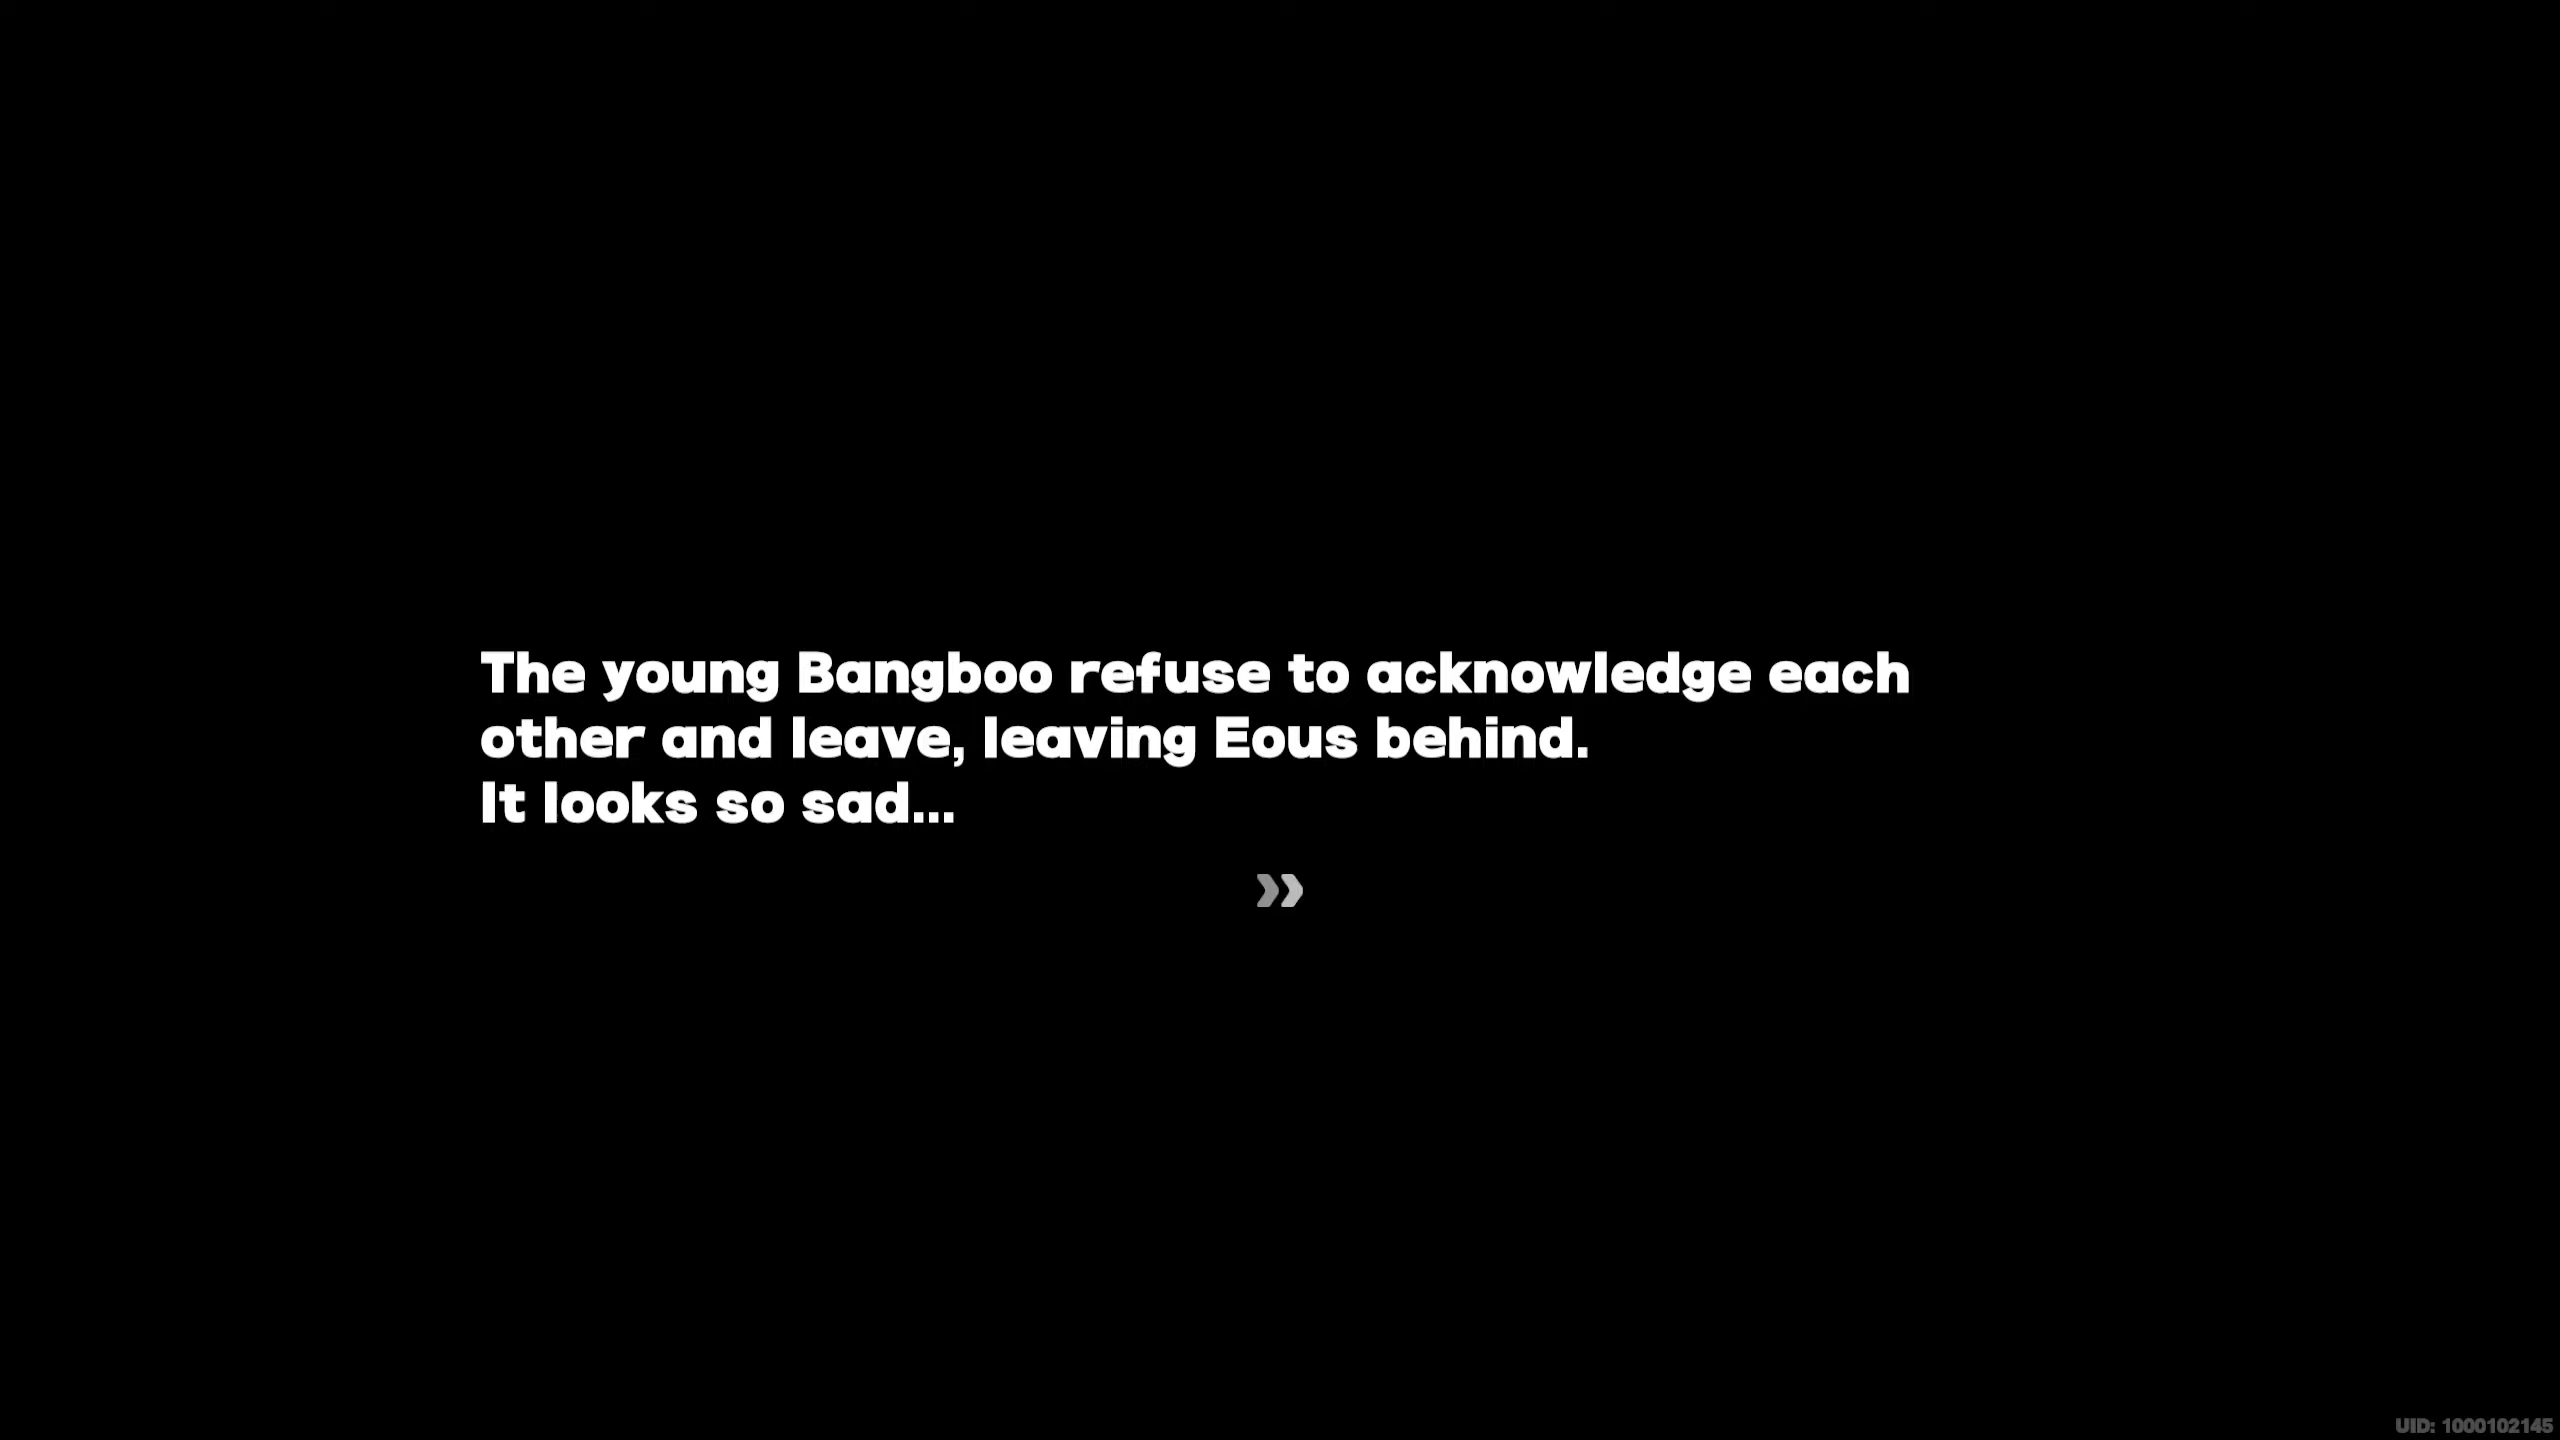 The young Bangboo refuse to acknowledge each
other and leave, leaving Eous behind.
It looks so sad...
UID: 1000102145